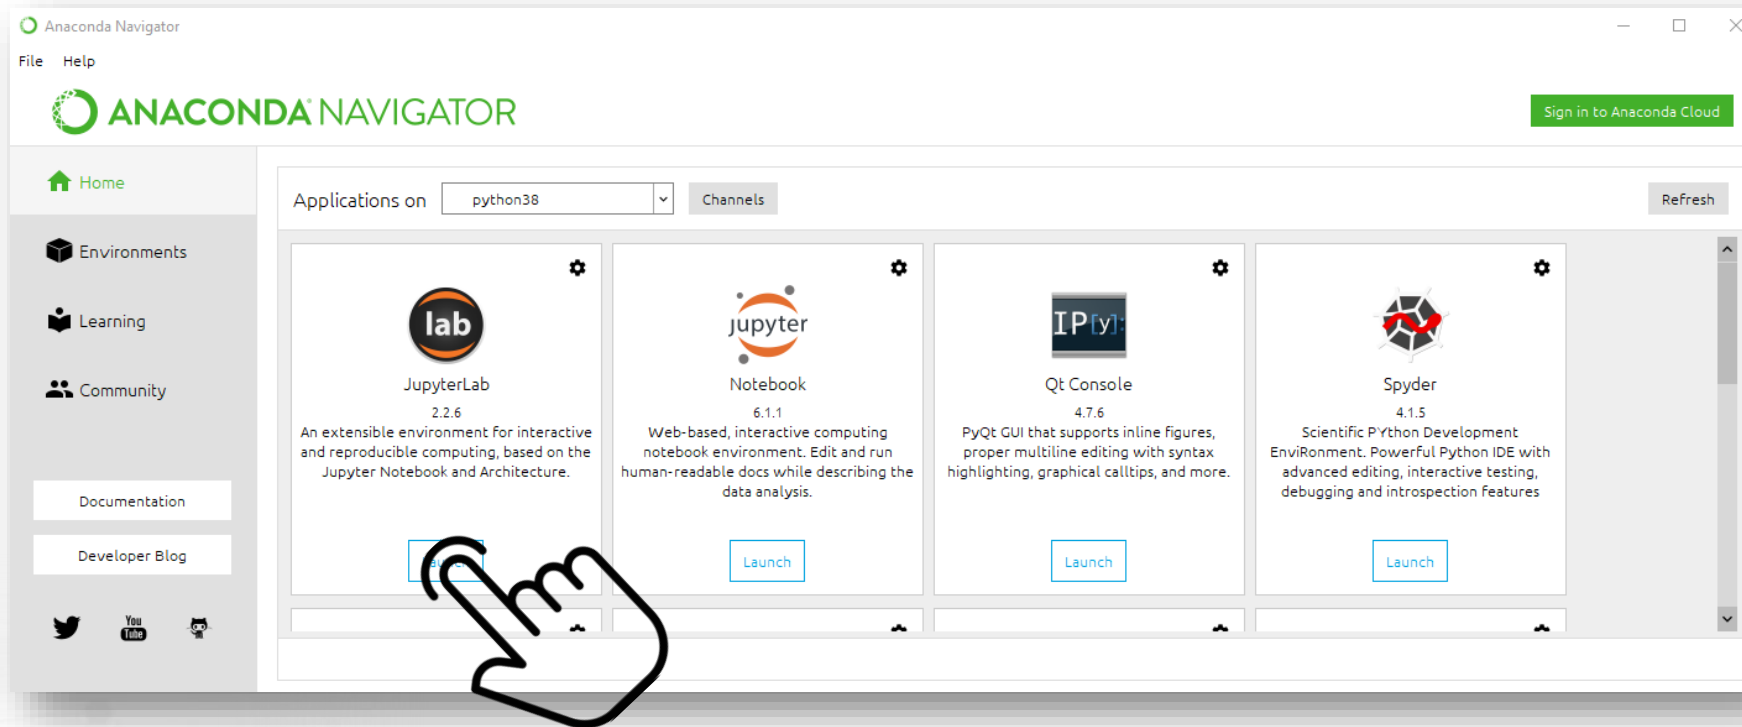 Anaconda Navigator
File Help
ANACONDA NAVIGATOR
Sign in to Anaconda Cloud
Home
Environments
Learning
Community
Documentation
Developer Blog
You
Tube
Applications on python38 Channels Refresh
lab
JupyterLab
2.2.6
An extensible environment for interactive
and reproducible computing, based on the
Jupyter Notebook and Architecture.
jupyter
Notebook
6.1.1
Web-based, interactive computing
notebook environment. Edit and run
human-readable docs while describing the
data analysis.
Launch
IP[y]:
Qt Console
4.7.6
PyQt GUI that supports inline figures,
proper multiline editing with syntax
highlighting, graphical calltips, and more.
Launch
Spyder
4.1.5
Scientific PYthon Development
EnviRonment. Powerful Python IDE with
advanced editing, interactive testing,
debugging and introspection features
Launch